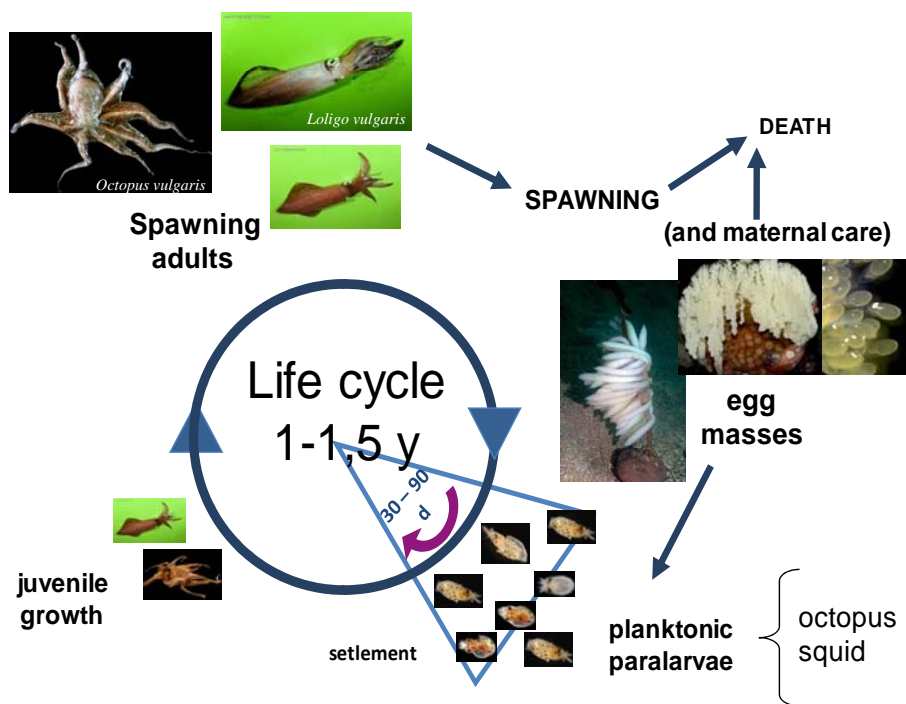 Octopus vulgaris
Loligo vulgaris
Spawning
adults
SPAWNING
DEATH
(and maternal care)
egg
masses
Life cycle
1-1,5 y
30 – 90
d
juvenile
growth
setlement
planktonic
paralarvae
octopus
squid